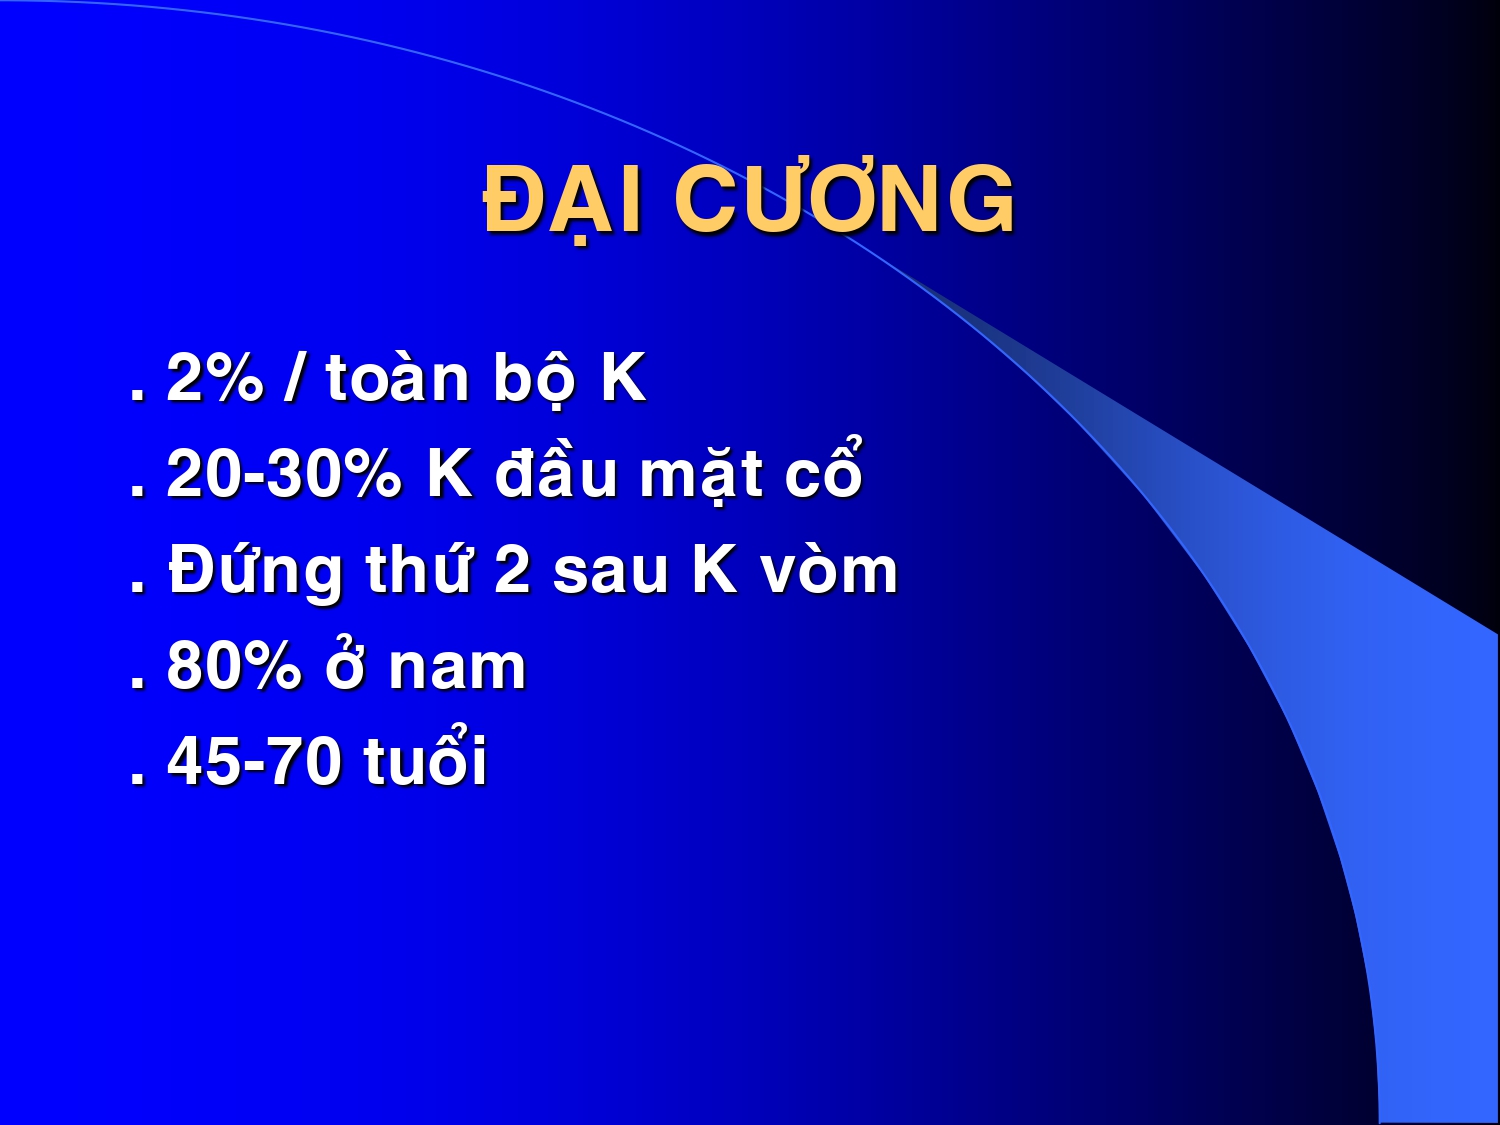 ĐẠI CƯƠNG
. 2% / toàn bộ K
. 20-30% K đầu mặt cổ
. Đứng thứ 2 sau K vòm
. 80% ở nam
. 45-70 tuổi